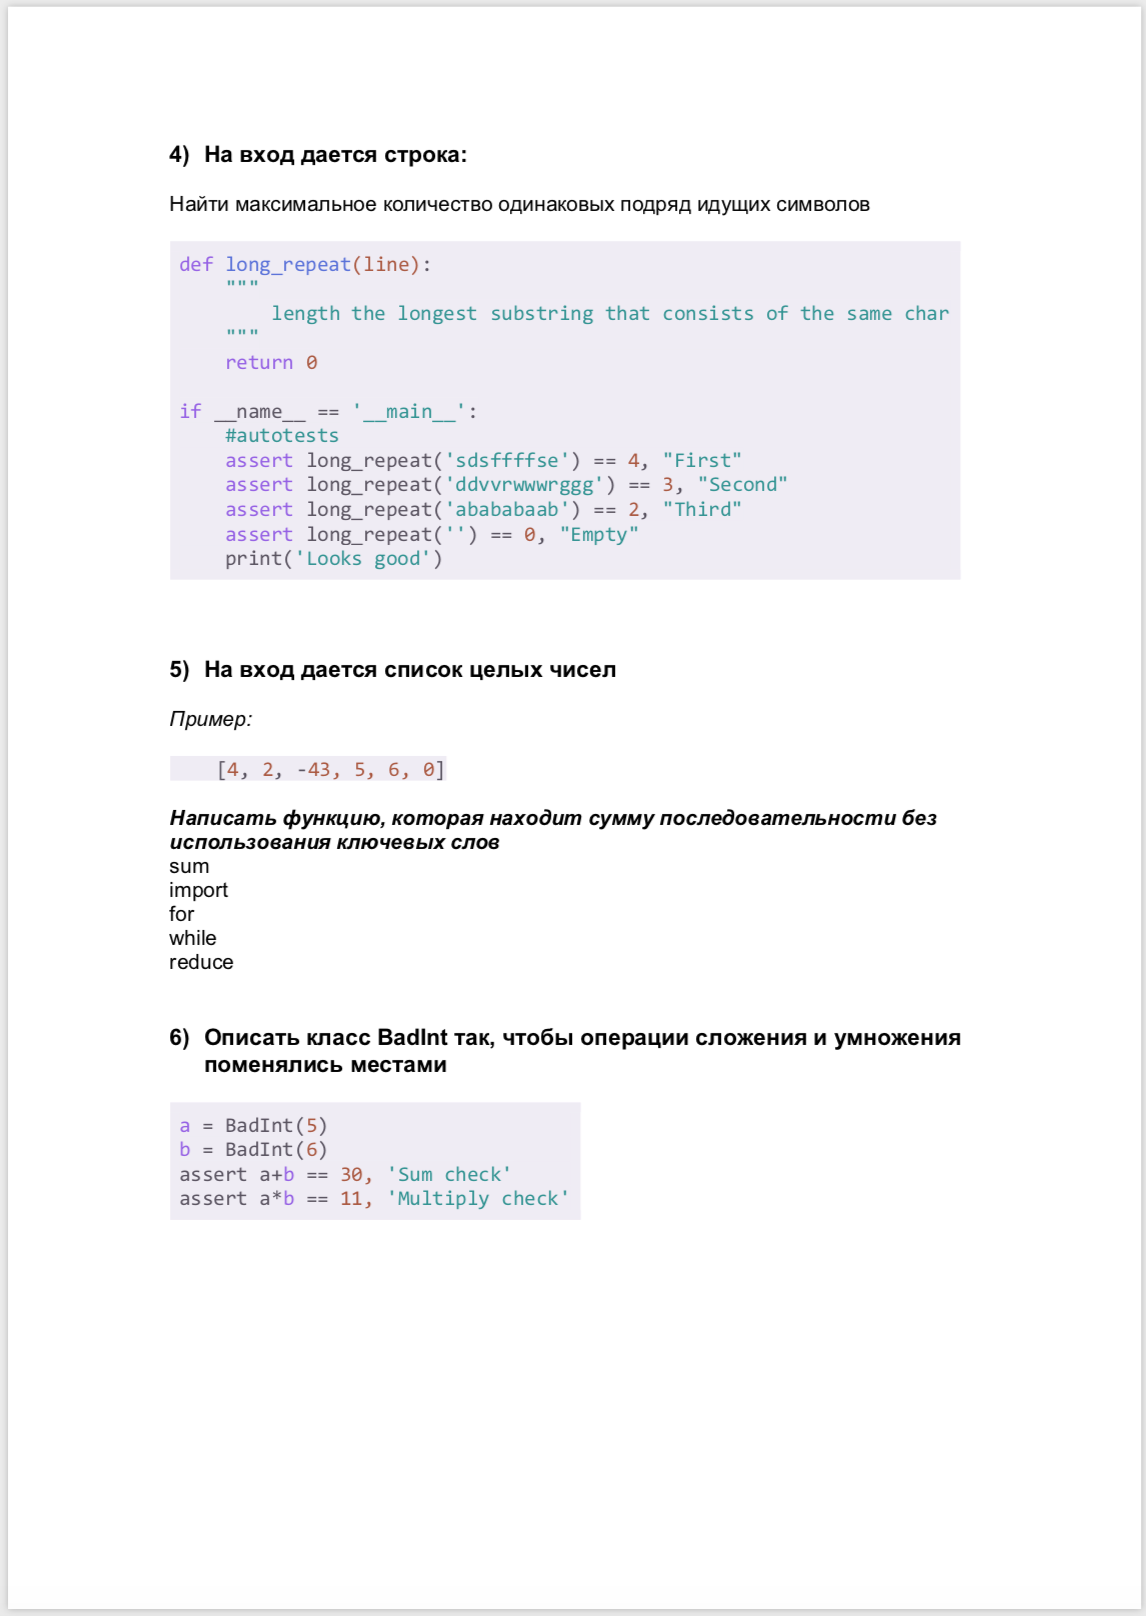 4) На вход дается строка:
Найти максимальное количество одинаковых подряд идущих символов
def long_repeat(line):
    """
        length the longest substring that consists of the same char
    """
    return 0
if __name__ == '__main__':
    #autotests
    assert long_repeat('sdsffffse') == 4, "First"
    assert long_repeat('ddvvrwwwrggg') == 3, "Second"
    assert long_repeat('abababaab') == 2, "Third"
    assert long_repeat('') == 0, "Empty"
    print('Looks good')
5) На вход дается список целых чисел
Пример:
[4, 2, -43, 5, 6, 0]
Написать функцию, которая находит сумму последовательности без
использования ключевых слов
sum
import
for
while
reduce
6) Описать класс BadInt так, чтобы операции сложения и умножения
поменялись местами
a = BadInt(5)
b = BadInt(6)
assert a+b == 30, 'Sum check'
assert a*b == 11, 'Multiply check'